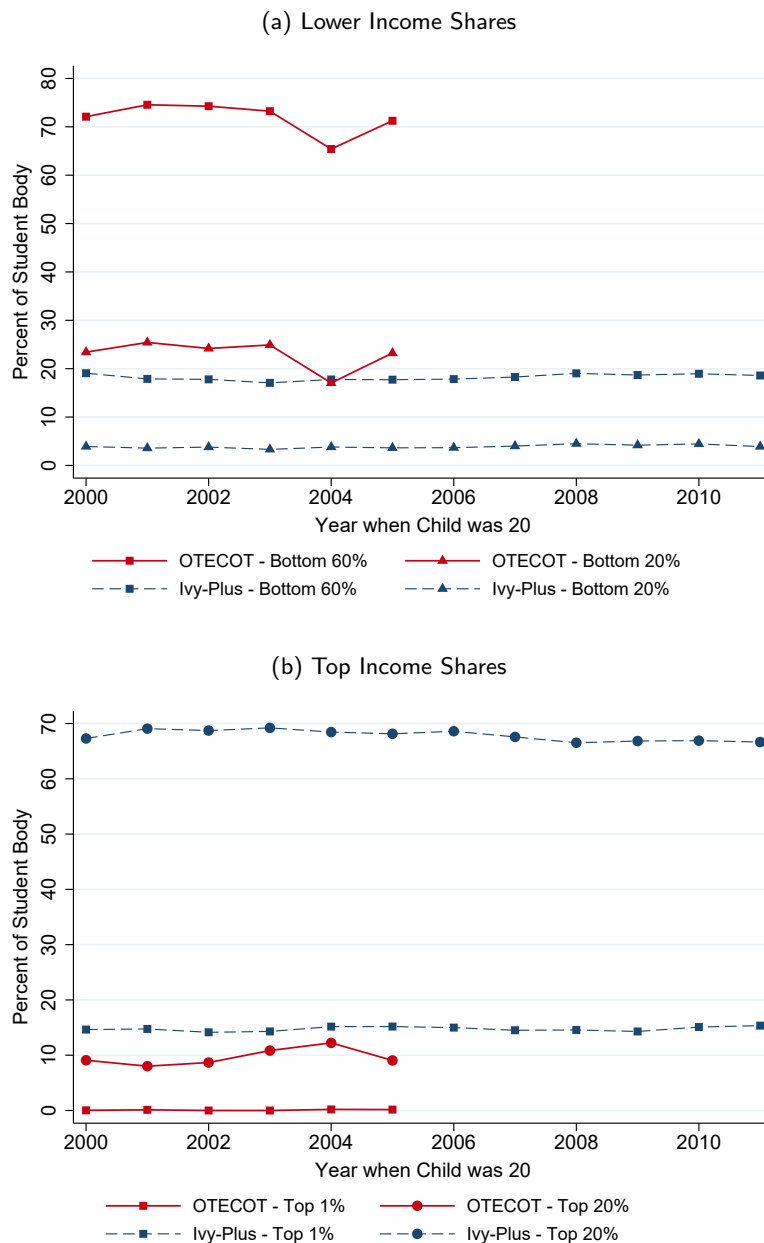 (a) Lower Income Shares
80
70
60
50
40
30
20
10
0
Percent of Student Body
2000 2002 2004 2006 2008 2010
Year when Child was 20
OTECOT - Bottom 60% OTECOT - Bottom 20%
Ivy-Plus - Bottom 60% Ivy-Plus - Bottom 20%
(b) Top Income Shares
70
60
50
40
30
20
10
0
Percent of Student Body
2000 2002 2004 2006 2008 2010
Year when Child was 20
OTECOT - Top 1% OTECOT - Top 20%
Ivy-Plus - Top 1% Ivy-Plus - Top 20%